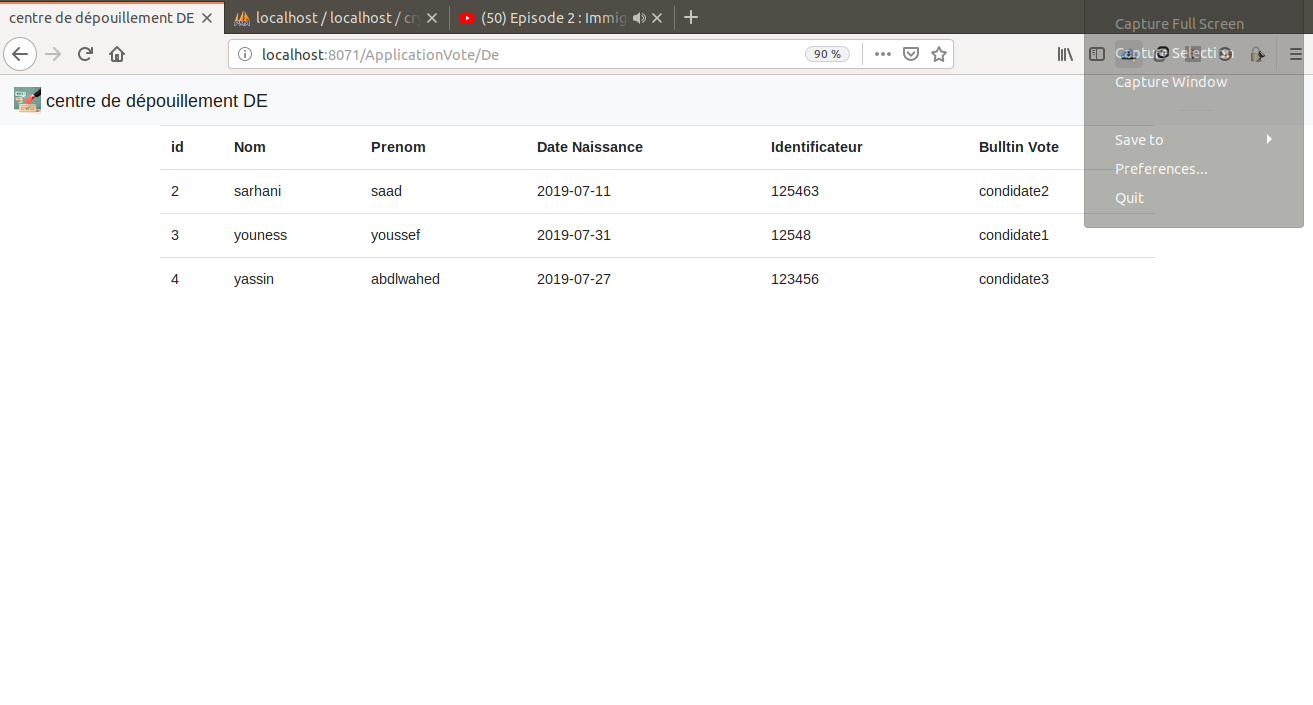 centre de dépouillement DE
localhost / localhost / cr
(50) Episode 2 : Immig
localhost:8071/ApplicationVote/De
90 %
Capture Full Screen
Capture Selection
Capture Window
Save to
Preferences...
Quit
centre de dépouillement DE
id Nom Prenom Date Naissance Identificateur Bulltin Vote
2 sarhani saad 2019-07-11 125463 condidate2
3 youness youssef 2019-07-31 12548 condidate1
4 yassin abdlwahed 2019-07-27 123456 condidate3